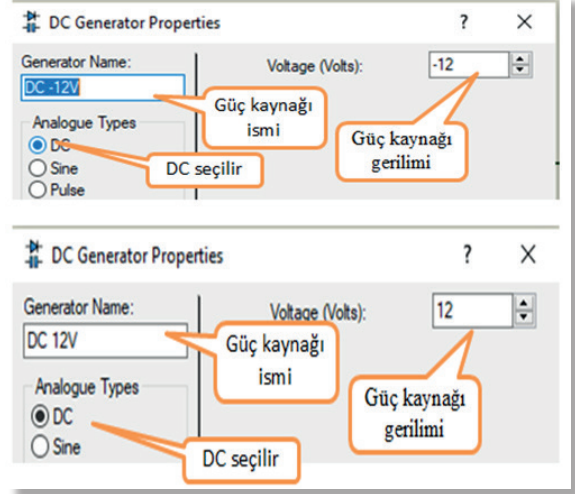 DC Generator Properties ? ×
Generator Name:
DC -12V
Voltage (Volts): -12
Güç kaynağı
ismi
Güç kaynağı
gerilimi
Analogue Types
DC
Sine
Pulse
DC seçilir
DC Generator Properties ? ×
Generator Name:
DC 12V
Voltage (Volts): 12
Güç kaynağı
ismi
Güç kaynağı
gerilimi
Analogue Types
DC
Sine
DC seçilir